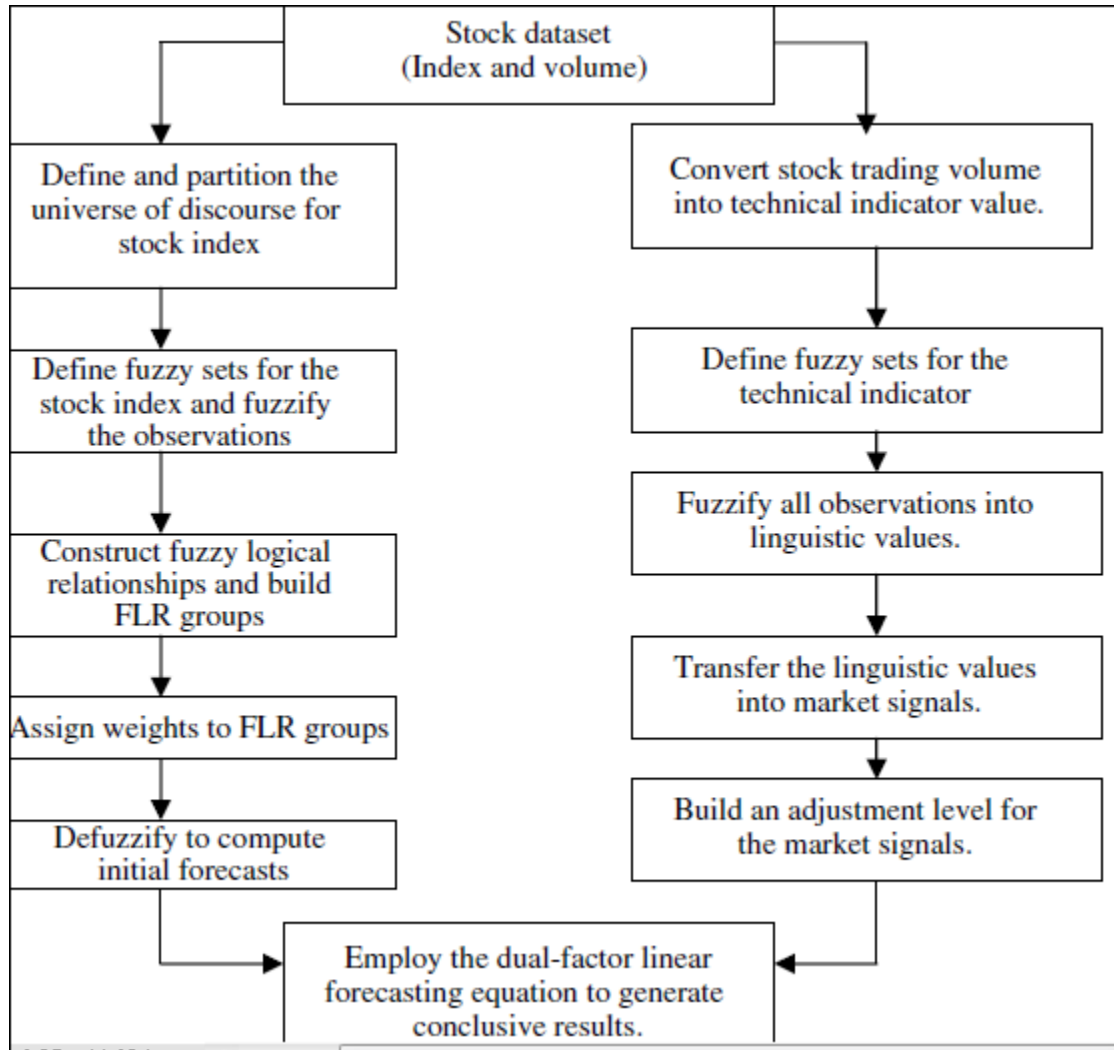 Stock dataset
(Index and volume)
Define and partition the
universe of discourse for
stock index
Define fuzzy sets for the
stock index and fuzzify
the observations
Construct fuzzy logical
relationships and build
FLR groups
Assign weights to FLR groups
Defuzzify to compute
initial forecasts
Convert stock trading volume
into technical indicator value.
Define fuzzy sets for the
technical indicator
Fuzzify all observations into
linguistic values.
Transfer the linguistic values
into market signals.
Build an adjustment level for
the market signals.
Employ the dual-factor linear
forecasting equation to generate
conclusive results.